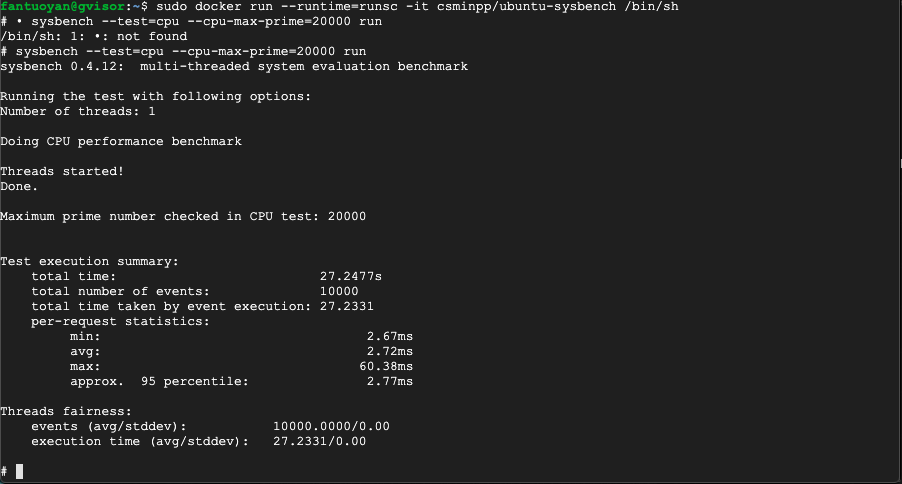 fantuoyan@gvisor:~$ sudo docker run --runtime=runsc -it csminpp/ubuntu-sysbench /bin/sh
# • sysbench --test=cpu --cpu-max-prime=20000 run
/bin/sh: 1: •: not found
# sysbench --test=cpu --cpu-max-prime=20000 run
sysbench 0.4.12:  multi-threaded system evaluation benchmark
Running the test with following options:
Number of threads: 1
Doing CPU performance benchmark
Threads started!
Done.
Maximum prime number checked in CPU test: 20000
Test execution summary:
    total time:                          27.2477s
    total number of events:              10000
    total time taken by event execution: 27.2331
    per-request statistics:
         min:                                  2.67ms
         avg:                                  2.72ms
         max:                                 60.38ms
         approx.  95 percentile:               2.77ms
Threads fairness:
    events (avg/stddev):           10000.0000/0.00
    execution time (avg/stddev):   27.2331/0.00
#